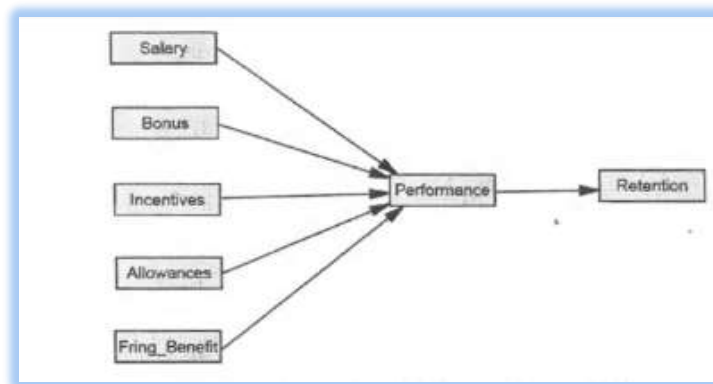 Salery
Bonus
Incentives
Allowances
Fring_Benefit
Performance
Retention